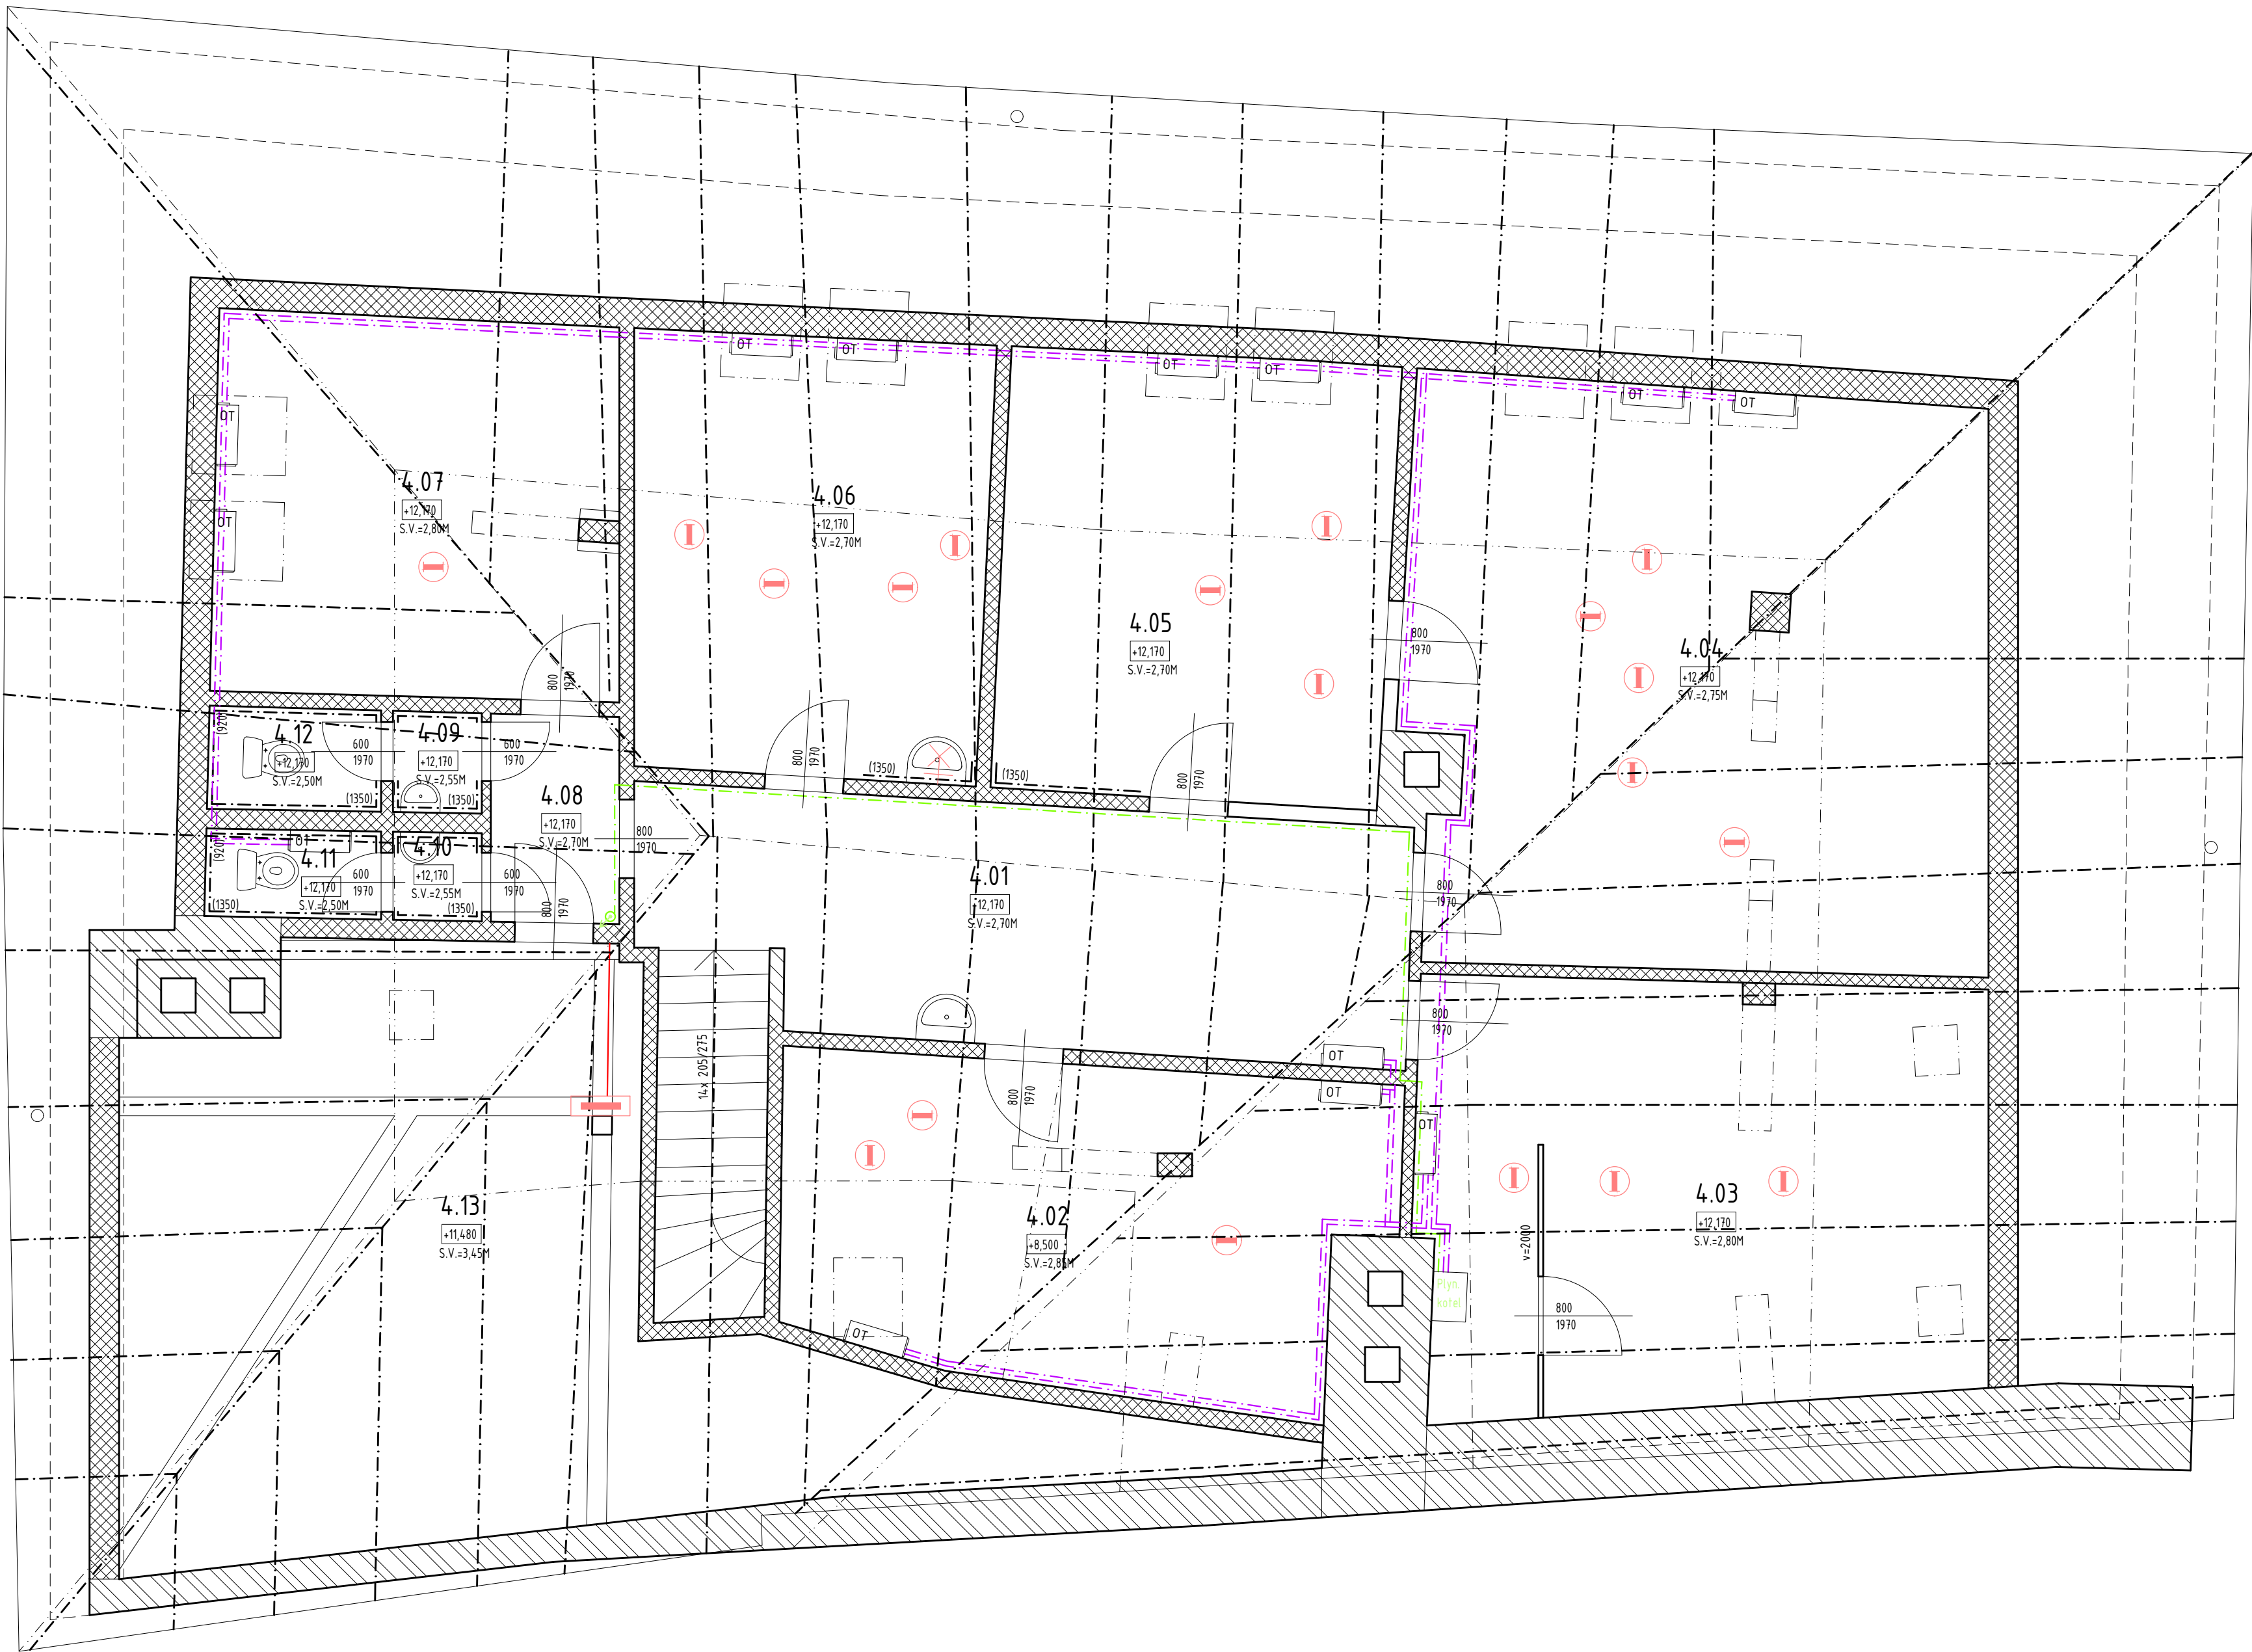 OT
OT
OT
OT
OT
OT
OT
4.07
+12,170
S.V.=2,80M
OT
4.06
+12,170
S.V.=2,70M
I
I
I
I
I
I
I
I
4.05
+12,170
S.V.=2,70M
I
I
I
4.04
+12,170
S.V.=2,75M
I
I
800
1970
800
1970
800
1970
800
1970
(920)
4.12
+12,170
S.V.=2,50M
(1350)
600
1970
4.09
+12,170
S.V.=2,55M
(1350)
600
1970
(1350)
(1350)
4.08
+12,170
S.V.=2,70M
800
1970
(920)
OT
4.11
+12,170
S.V.=2,50M
(1350)
600
1970
4.10
+12,170
S.V.=2,55M
(1350)
600
1970
800
1970
4.01
+12,170
S.V.=2,70M
800
1970
800
1970
14x 205/275
800
1970
OT
OT
OT
I
I
I
I
I
I
4.13
+11,480
S.V.=3,45M
4.02
+8,500
S.V.=2,85M
4.03
+12,170
S.V.=2,80M
v=2000
Plyn.
kotel
800
1970
OT